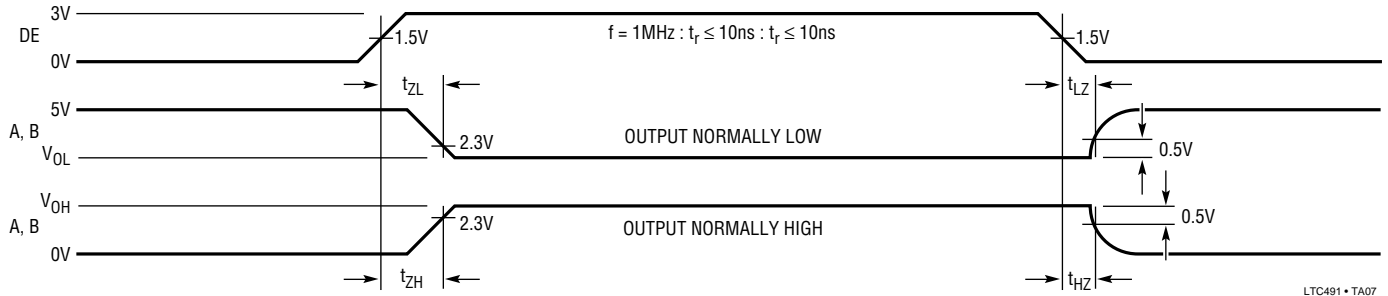 3V
DE
0V
1.5V
f = 1MHz : tr ≤ 10ns : tr ≤ 10ns
1.5V
tZL
tLZ
5V
A, B
VOL
2.3V
OUTPUT NORMALLY LOW
0.5V
VOH
A, B
0V
2.3V
OUTPUT NORMALLY HIGH
0.5V
tZH
tHZ
LTC491 • TA07